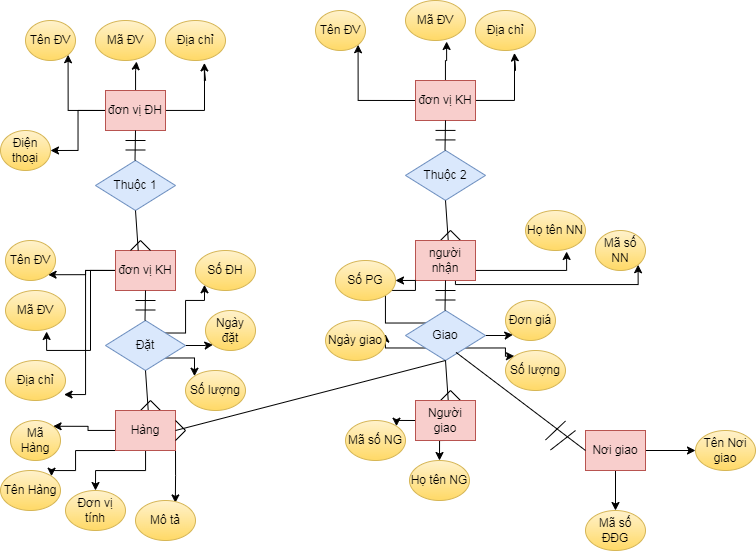 Tên ĐV
Mã ĐV
Địa chỉ
Tên ĐV
Mã ĐV
Địa chỉ
đơn vị ĐH
đơn vị KH
Điện
thoại
Thuộc 1
Thuộc 2
Họ tên NN
Mã số
NN
Tên ĐV
đơn vị KH
Số ĐH
người
nhận
Số PG
Mã ĐV
Ngày
đặt
Đặt
Ngày giao
Giao
Đơn giá
Địa chỉ
Số lượng
Số lượng
Mã
Hàng
Hàng
Mã số NG
Người
giao
Nơi giao
Tên Nơi
giao
Tên Hàng
Đơn vị
tính
Mô tả
Họ tên NG
Mã số
ĐĐG